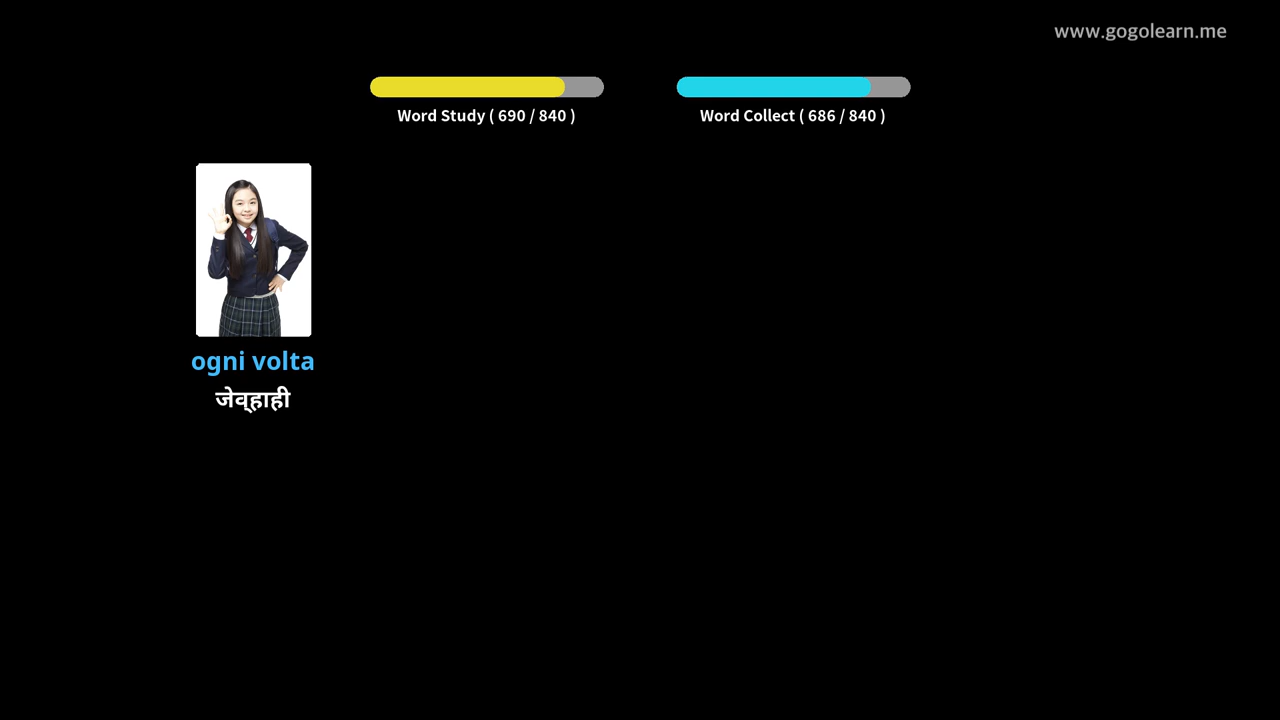 www.gogolearn.me
Word Study ( 690 / 840 )
Word Collect ( 686 / 840 )
ogni volta
जेव्हाही